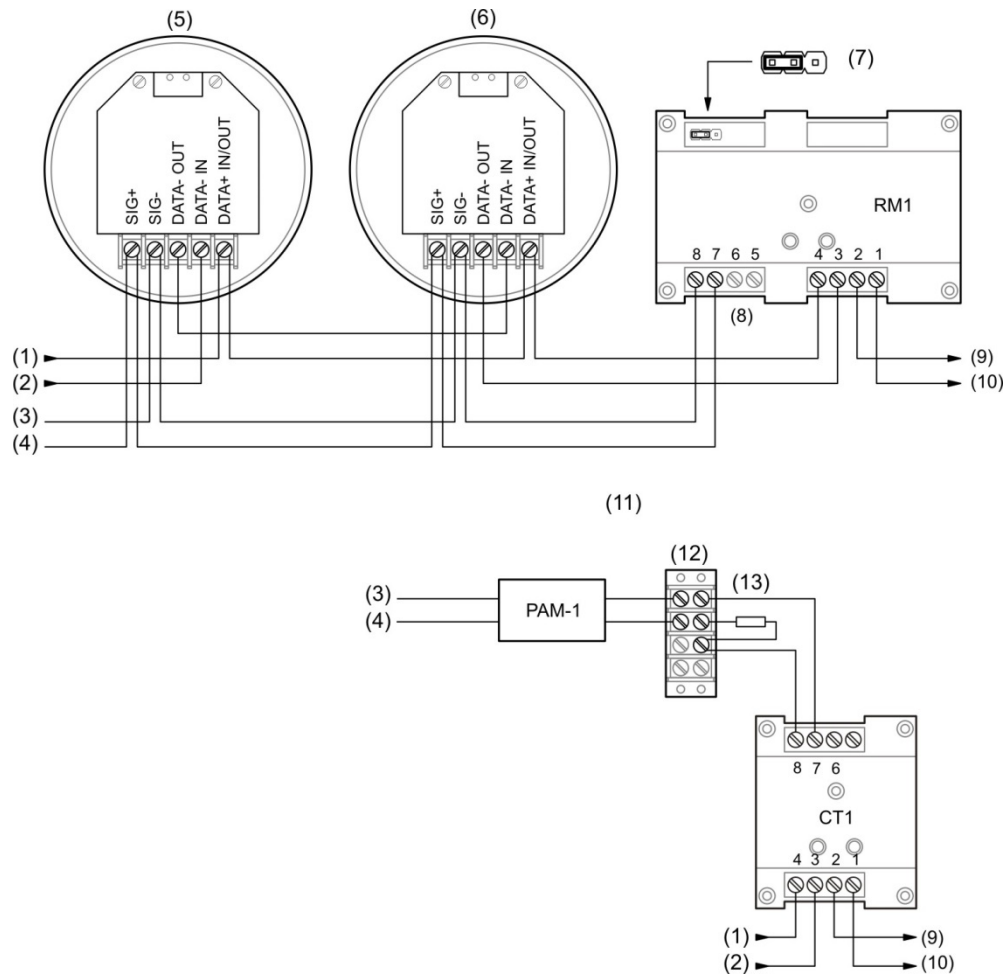 (5)
(6)
(7)
SIG+
SIG-
DATA- OUT
DATA- IN
DATA+ IN/OUT
SIG+
SIG-
DATA- OUT
DATA- IN
DATA+ IN/OUT
RM1
8 7 6 5
4 3 2 1
(8)
(1)
(2)
(3)
(4)
(9)
(10)
(11)
(12)
(13)
(3)
(4)
PAM-1
8 7 6
CT1
4 3 2 1
(1)
(2)
(9)
(10)